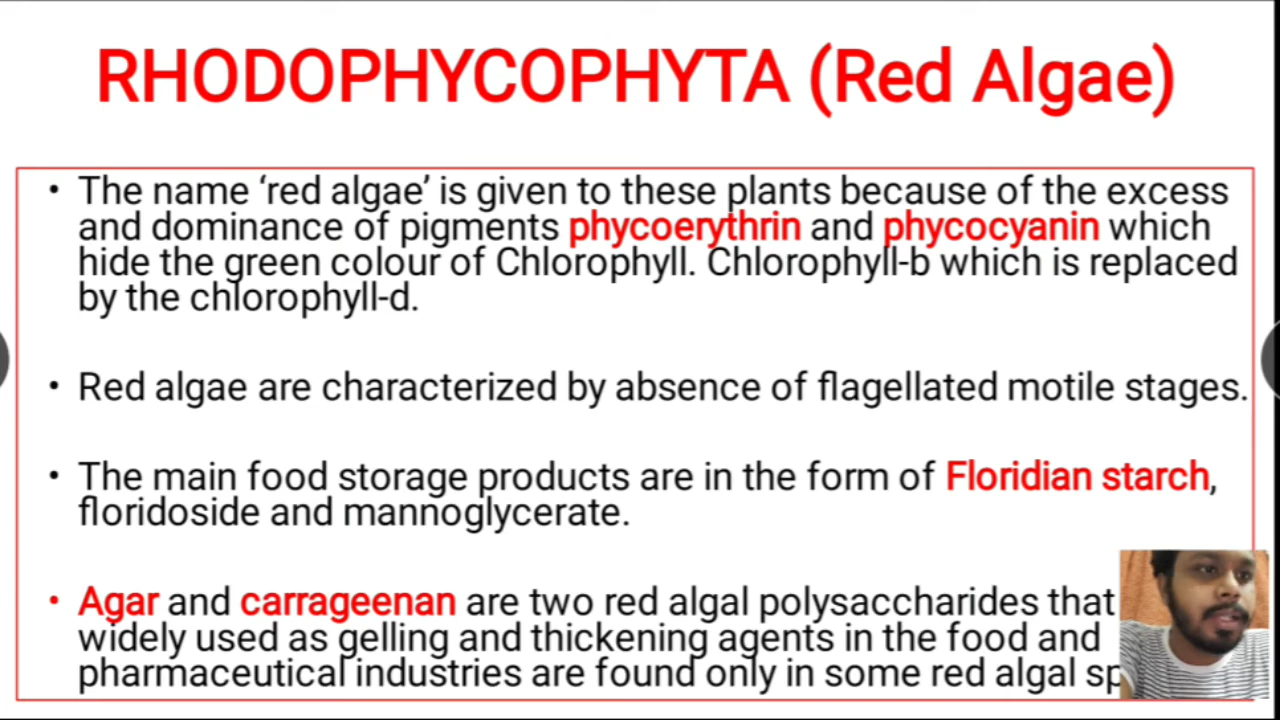 RHODOPHYCOPHYTA (Red Algae)
• The name ‘red algae’ is given to these plants because of the excess
and dominance of pigments phycoerythrin and phycocyanin which
hide the green colour of Chlorophyll. Chlorophyll-b which is replaced
by the chlorophyll-d.
• Red algae are characterized by absence of flagellated motile stages.
• The main food storage products are in the form of Floridian starch,
floridoside and mannoglycerate.
• Agar and carrageenan are two red algal polysaccharides that
widely used as gelling and thickening agents in the food and
pharmaceutical industries are found only in some red algal